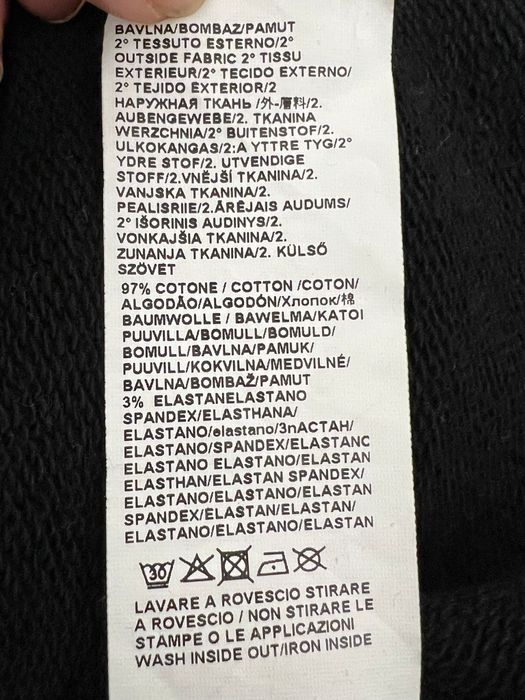 BAVLNA/BOMBAŽ/PAMUT
2° TESSUTO ESTERNO/2°
OUTSIDE FABRIC 2° TISSU
EXTERIEUR/2° TECIDO EXTERNO/
2° TEJIDO EXTERIOR/2
НАРУЖНАЯ ТКАНЬ /外-層料/2.
AUBENGEWEBE/2. TKANINA
WERZCHNIA/2° BUITENSTOF/2.
ULKOKANGAS/2:A YTTRE TYG/2°
YDRE STOF/2. UTVENDIGE
STOFF/2.VNĚJŠÍ TKANINA/2.
VANJSKA TKANINA/2.
PEALISRIIE/2.ĀRĒJAIS AUDUMS/
2° IŠORINIS AUDINYS/2.
VONKAJŠIA TKANINA/2.
ZUNANJA TKANINA/2. KÜLSŐ
SZÖVET
97% COTONE / COTTON /COTON/
ALGODÃO/ALGODÓN/Хлопок/棉
BAUMWOLLE / BAWELMA/KATOI
PUUVILLA/BOMULL/BOMULD/
BOMULL/BAVLNA/PAMUK/
PUUVILL/KOKVILNA/MEDVILNÉ/
BAVLNA/BOMBAŽ/PAMUT
3% ELASTANELASTANO
SPANDEX/ELASTHANA/
ELASTANO/elastano/ЗпАСТАН/
ELASTANO/SPANDEX/ELASTANC
ELASTANO ELASTANO/ELASTAN
ELASTHAN/ELASTAN SPANDEX/
ELASTANO/ELASTANO/ELASTAN
SPANDEX/ELASTAN/ELASTAN/
ELASTANO/ELASTANO/ELASTAN
30
LAVARE A ROVESCIO STIRARE
A ROVESCIO / NON STIRARE LE
STAMPE O LE APPLICAZIONI
WASH INSIDE OUT/IRON INSIDE